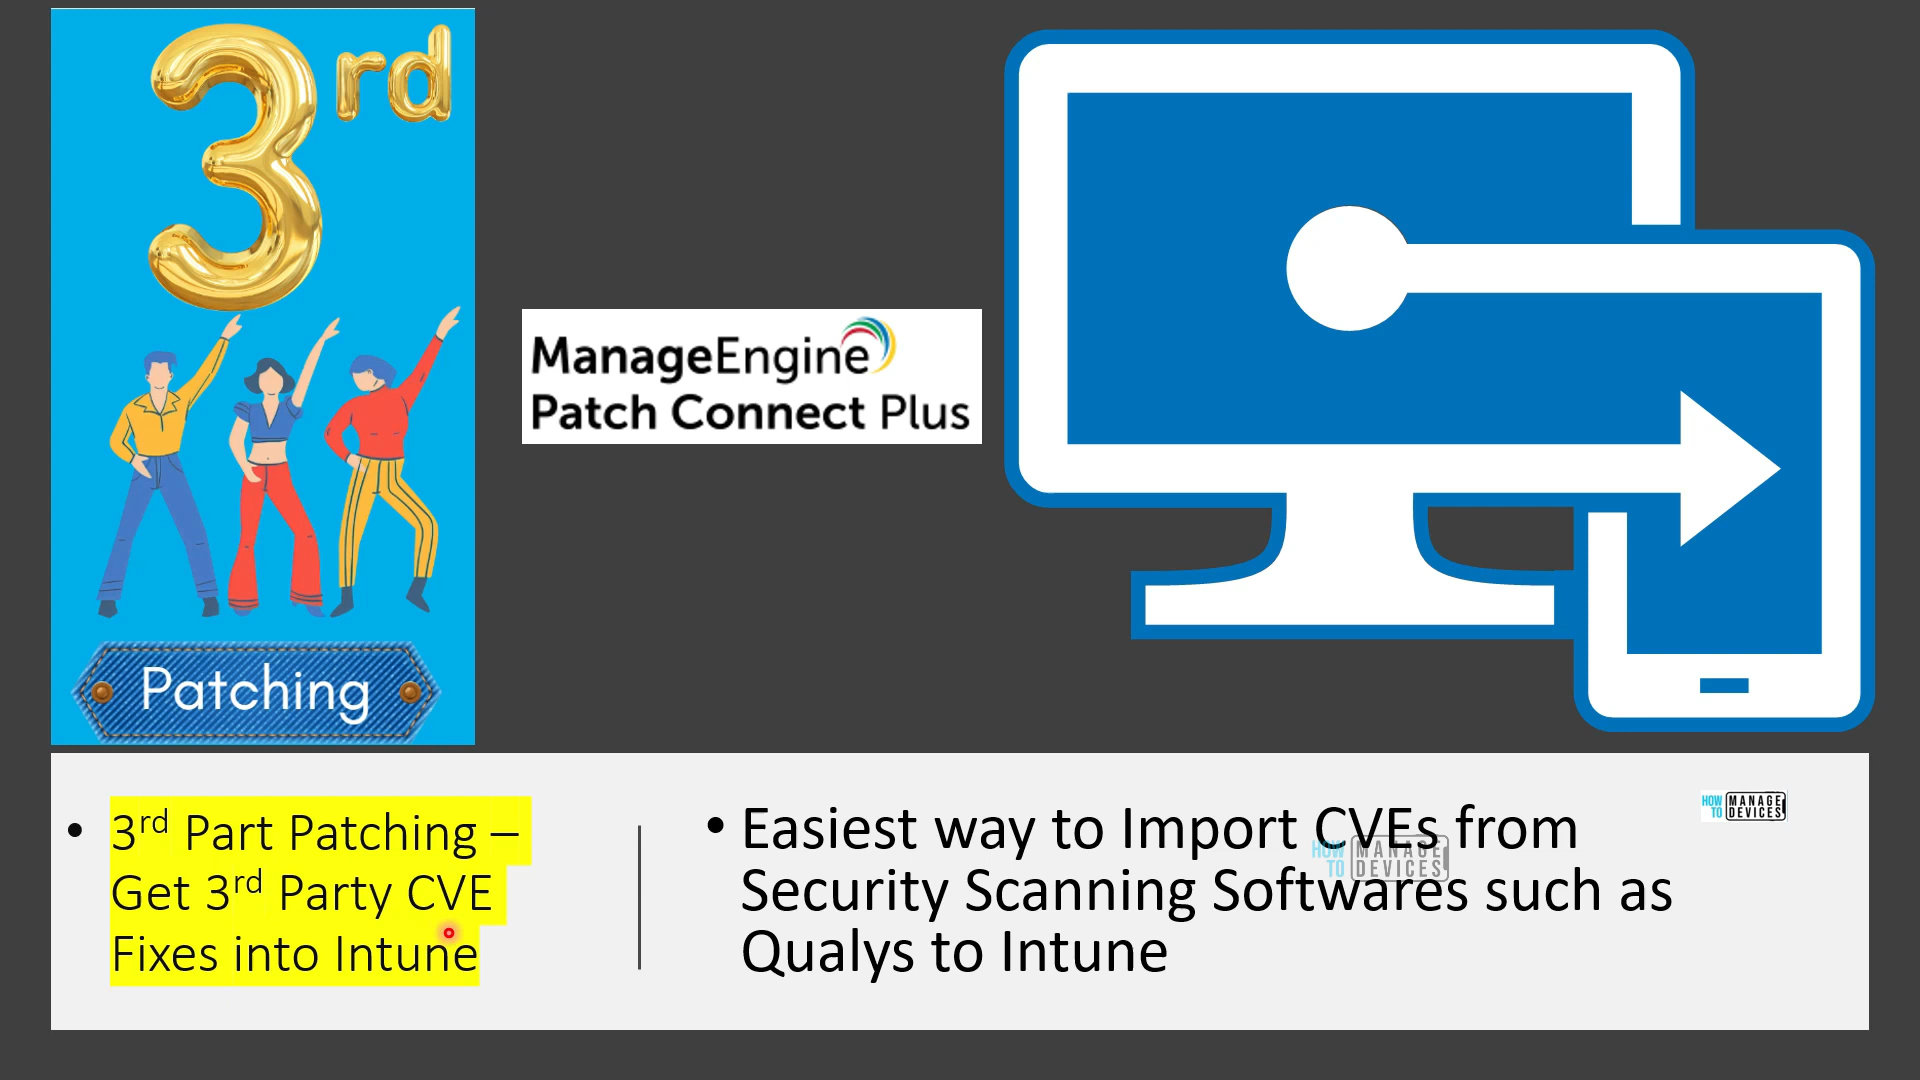 3rd
ManageEngine
Patch Connect Plus
Patching
• 3rd Part Patching –
Get 3rd Party CVE
Fixes into Intune
• Easiest way to Import CVEs from
Security Scanning Softwares such as
Qualys to Intune
HOW TO MANAGE DEVICES
HOW TO MANAGE DEVICES